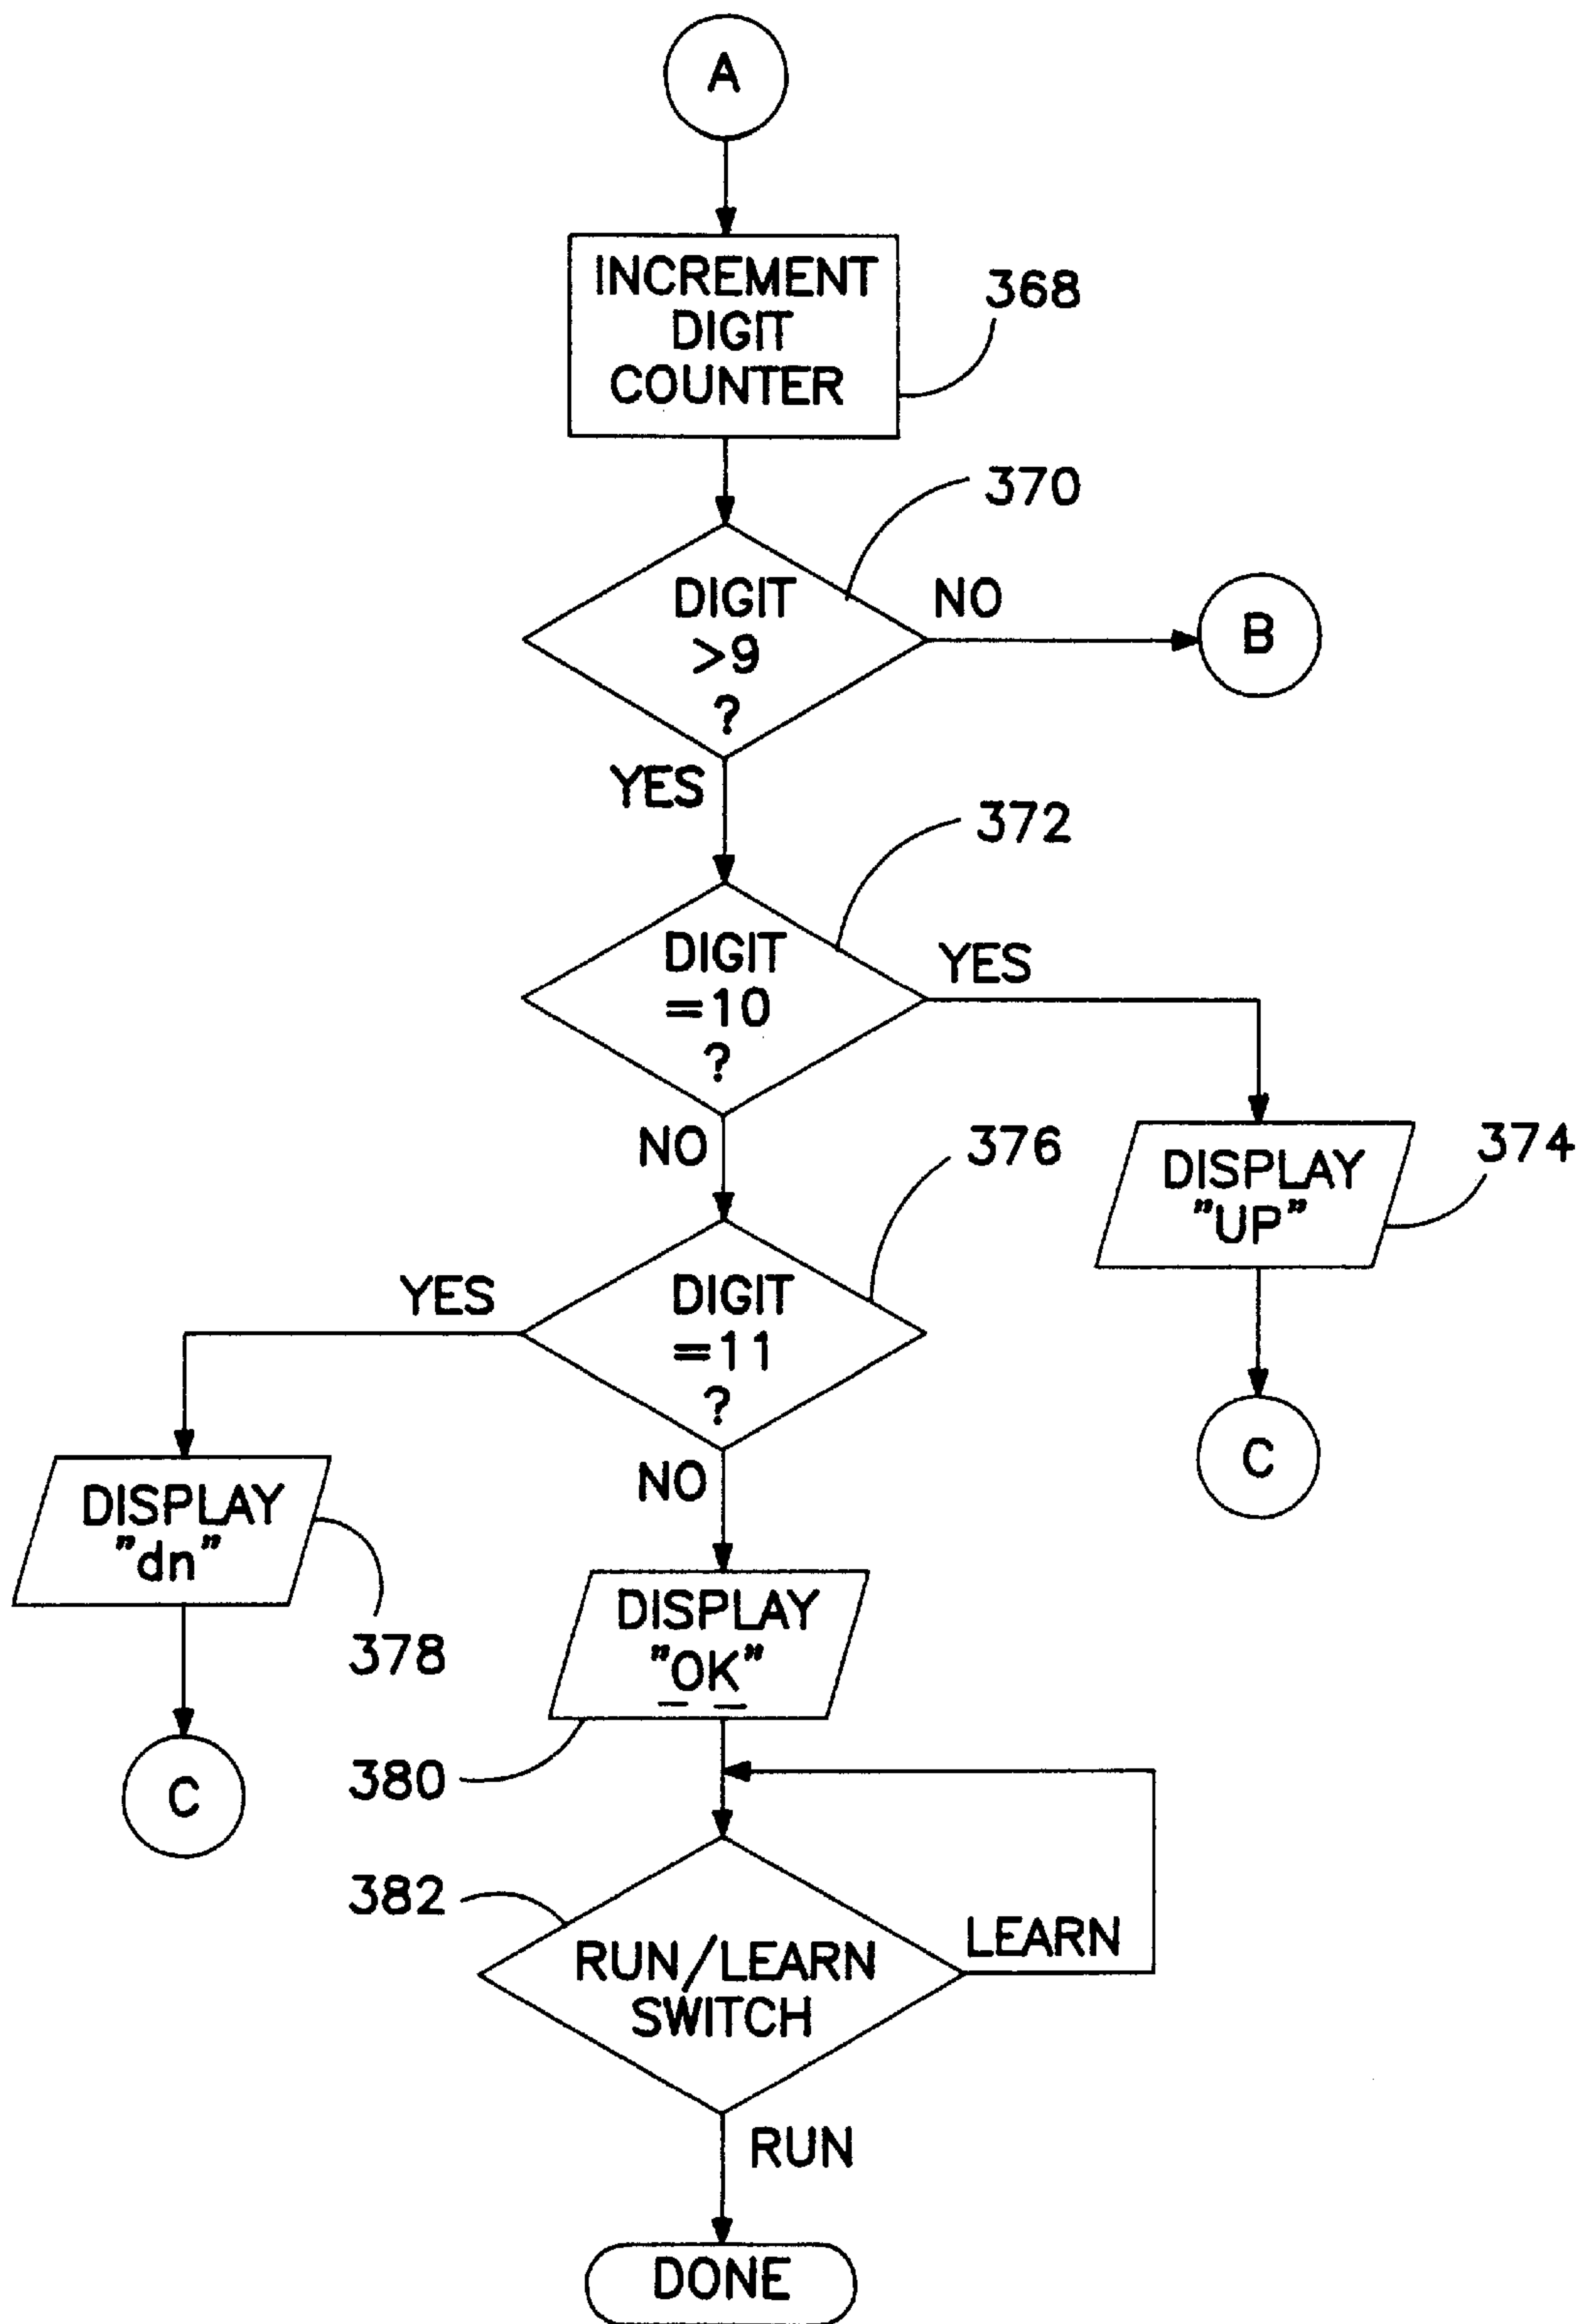 A
INCREMENT
DIGIT
COUNTER
368
370
DIGIT
>9
?
NO
B
YES
372
DIGIT
=10
?
YES
NO
376
DISPLAY
"UP"
374
YES
DIGIT
=11
?
C
NO
DISPLAY
"dn"
378
DISPLAY
"OK"
380
C
382
RUN/LEARN
SWITCH
LEARN
RUN
DONE